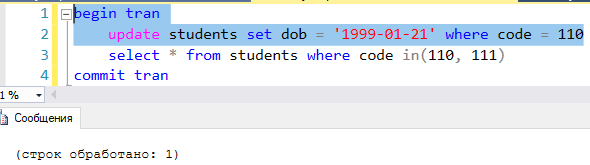 1 begin tran
2 update students set dob = '1999-01-21' where code = 110
3 select * from students where code in(110, 111)
4 commit tran
1 %
Сообщения
(строк обработано: 1)